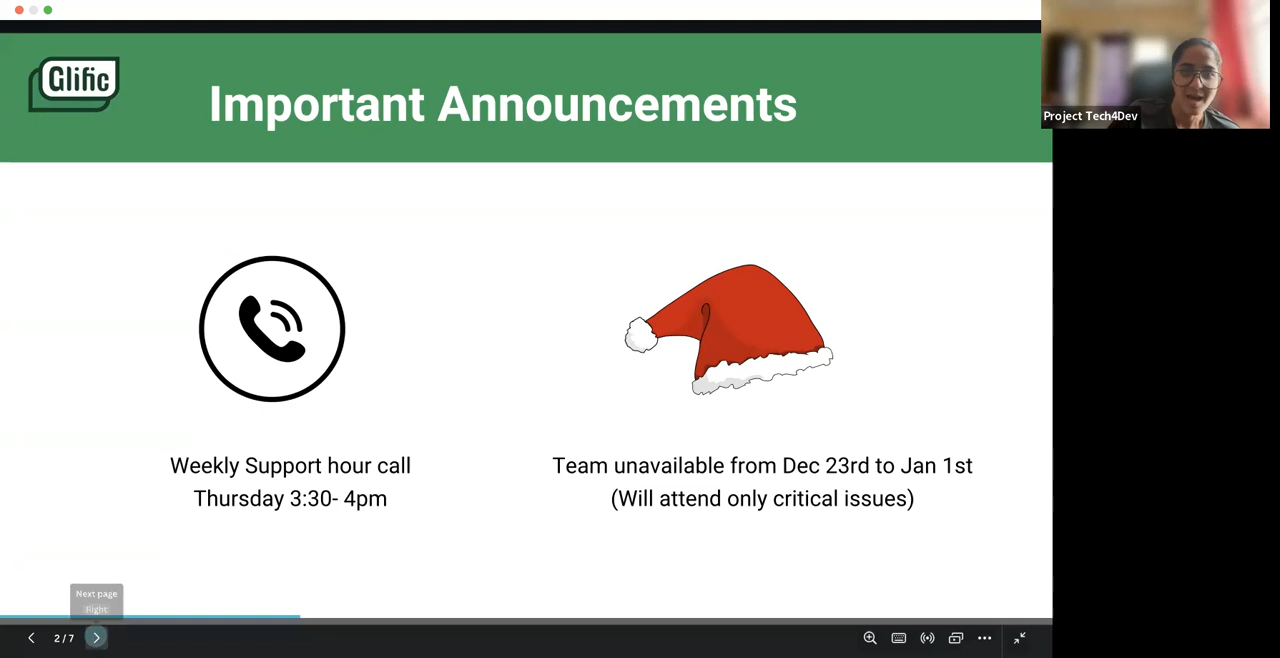 Glific
Important Announcements
Project Tech4Dev
Weekly Support hour call
Thursday 3:30- 4pm
Team unavailable from Dec 23rd to Jan 1st
(Will attend only critical issues)
Next page
Right
2/7